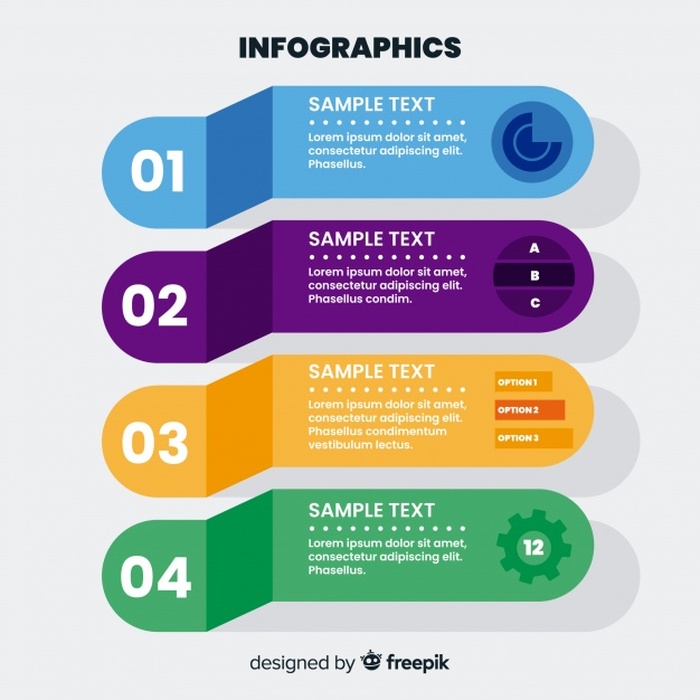 INFOGRAPHICS
01
SAMPLE TEXT
Lorem ipsum dolor sit amet,
consectetur adipiscing elit.
Phasellus.
02
SAMPLE TEXT
Lorem ipsum dolor sit amet,
consectetur adipiscing elit.
Phasellus condim.
A
B
C
03
SAMPLE TEXT
Lorem ipsum dolor sit amet,
consectetur adipiscing elit.
Phasellus condimentum
vestibulum lectus.
OPTION 1
OPTION 2
OPTION 3
04
SAMPLE TEXT
Lorem ipsum dolor sit amet,
consectetur adipiscing elit.
Phasellus.
12
designed by freepik